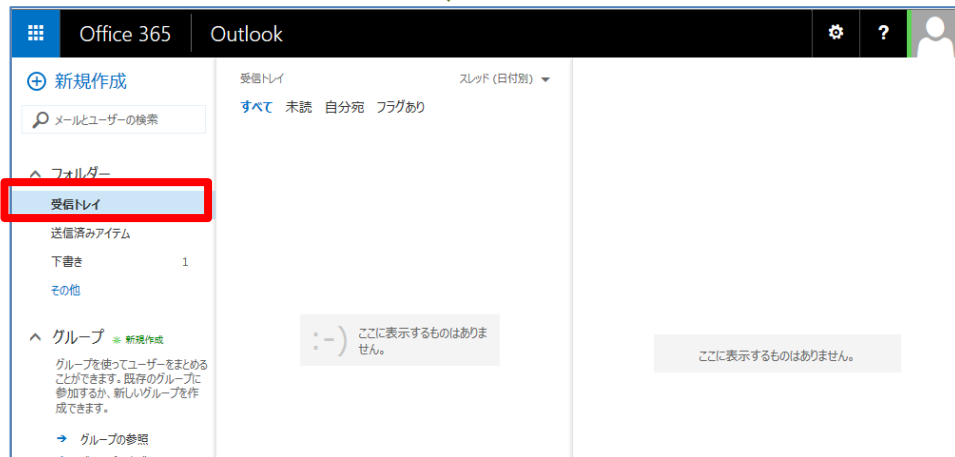 Office 365
Outlook
?
新規作成
メールとユーザーの検索
フォルダー
受信トレイ
送信済みアイテム
下書き 1
その他
グループ ✳ 新規作成
グループを使ってユーザーをまとめる
ことができます。既存のグループに
参加するか、新しいグループを作
成できます。
→ グループの参照
受信トレイ スレッド (日付別)
すべて 未読 自分宛 フラグあり
:-) ここに表示するものはありま
せん。
ここに表示するものはありません。